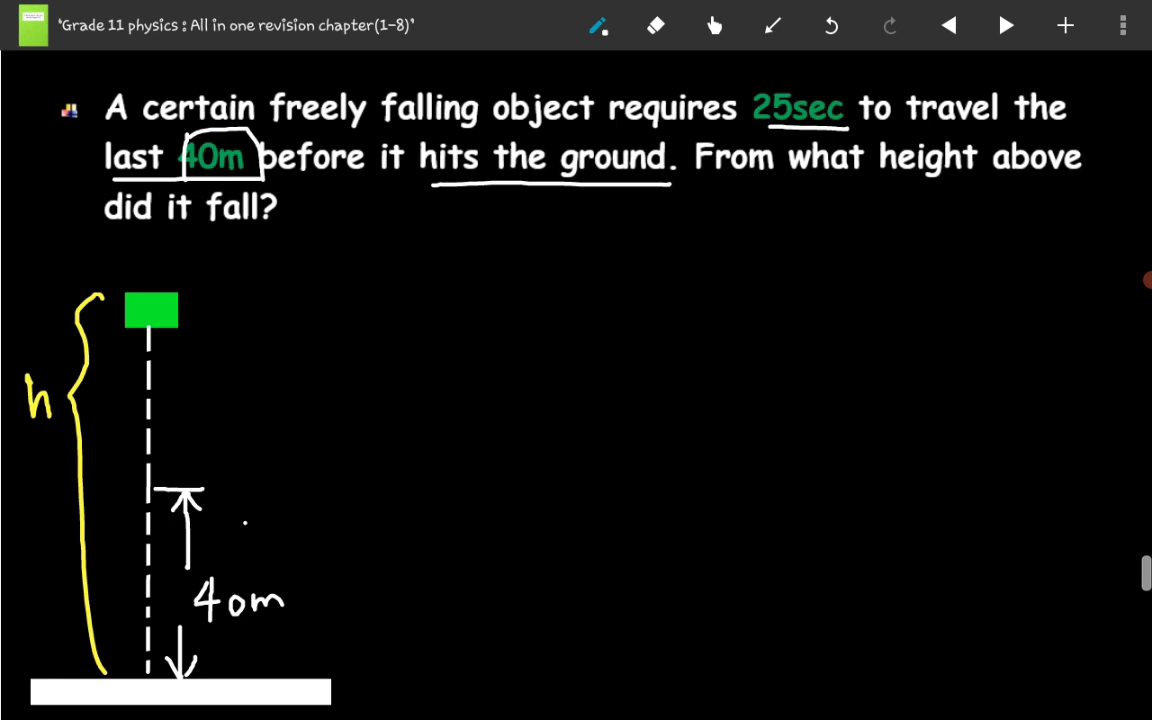 'Grade 11 physics : All in one revision chapter(1-8)'
A certain freely falling object requires 25sec to travel the
last 40m before it hits the ground. From what height above
did it fall?
h
40m